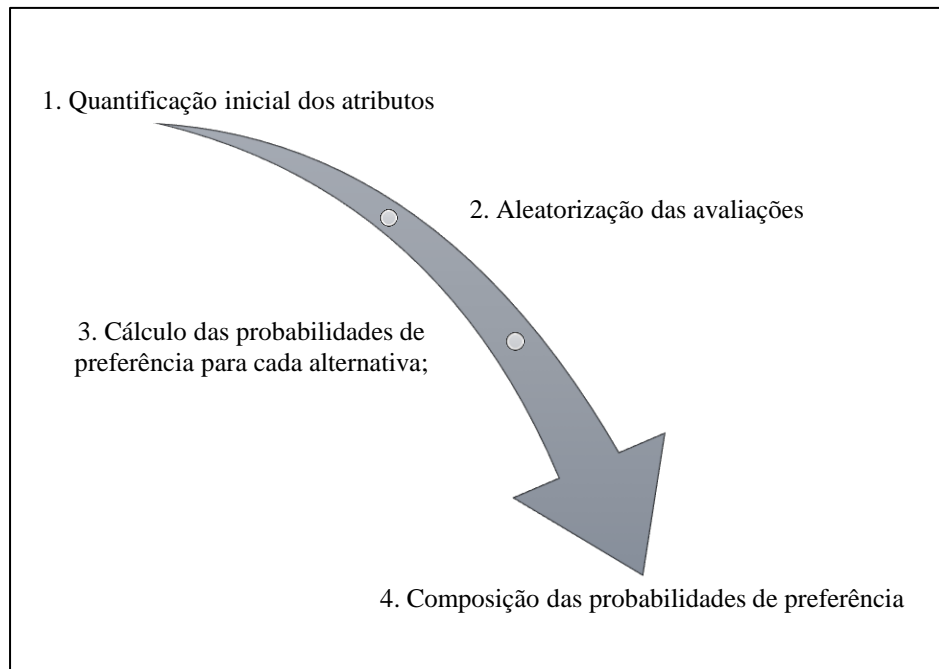 1. Quantificação inicial dos atributos
2. Aleatorização das avaliações
3. Cálculo das probabilidades de
preferência para cada alternativa;
4. Composição das probabilidades de preferência